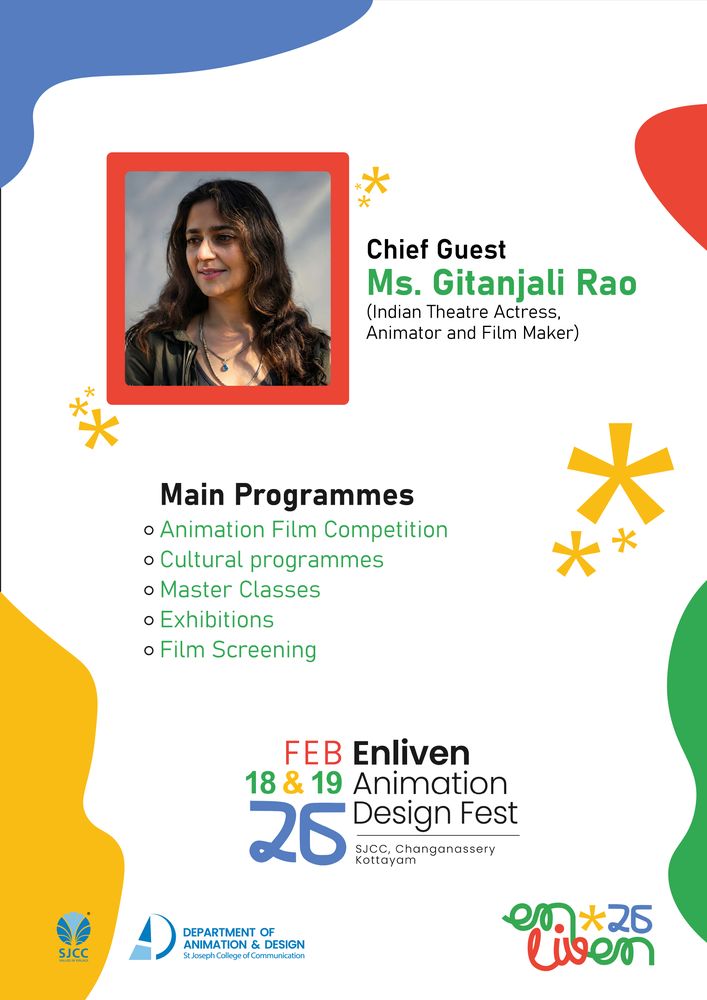 Chief Guest
Ms. Gitanjali Rao
(Indian Theatre Actress,
Animator and Film Maker)
Main Programmes
Animation Film Competition
Cultural programmes
Master Classes
Exhibitions
Film Screening
FEB
18 & 19
26
Enliven
Animation
Design Fest
SJCC, Changanassery
Kottayam
SJCC
DEPARTMENT OF
ANIMATION & DESIGN
St Joseph College of Communication
en*26
liven